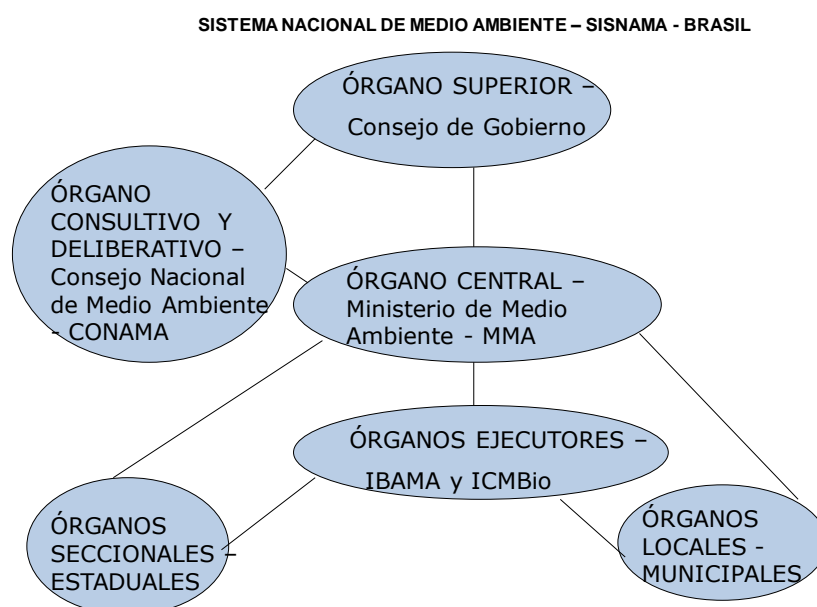 SISTEMA NACIONAL DE MEDIO AMBIENTE – SISNAMA - BRASIL
ÓRGANO SUPERIOR –
Consejo de Gobierno
ÓRGANO
CONSULTIVO Y
DELIBERATIVO –
Consejo Nacional
de Medio Ambiente
- CONAMA
ÓRGANO CENTRAL –
Ministerio de Medio
Ambiente - MMA
ÓRGANOS EJECUTORES –
IBAMA y ICMBio
ÓRGANOS
SECCIONALES –
ESTADUALES
ÓRGANOS
LOCALES -
MUNICIPALES